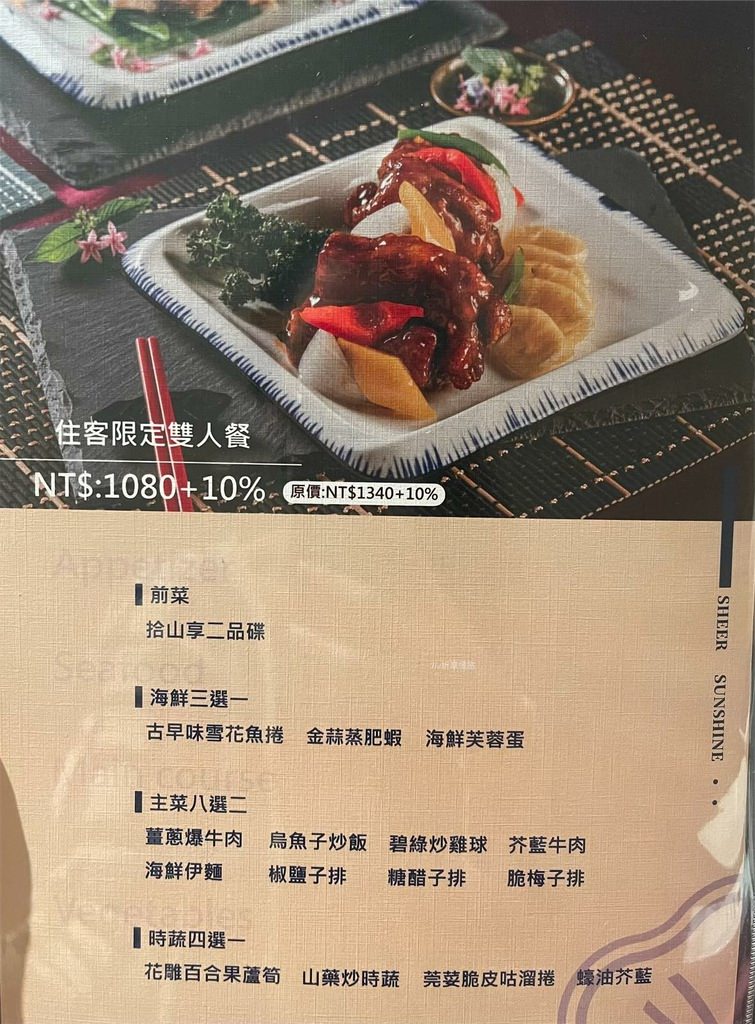 住客限定雙人餐
NT$:1080+10% 原價:NT$1340+10%
Appetizer
前菜
拾山享二品碟
Seafood
海鮮三選一
古早味雪花魚捲 金蒜蒸肥蝦 海鮮芙蓉蛋
Main course
主菜八選二
薑蔥爆牛肉 烏魚子炒飯 碧綠炒雞球 芥藍牛肉
海鮮伊麵 椒鹽子排 糖醋子排 脆梅子排
Vegetables
時蔬四選一
花雕百合果蘆筍 山藥炒時蔬 莞荽脆皮咕溜捲 蠔油芥藍
SHEER SUNSHINE